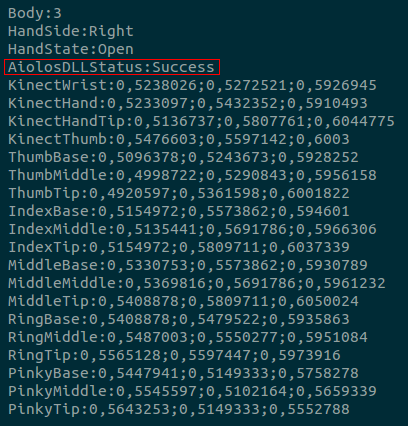 Body:3
HandSide:Right
HandState:Open
AiolosDLLStatus:Success
KinectWrist:0,5238026;0,5272521;0,5926945
KinectHand:0,5233097;0,5432352;0,5910493
KinectHandTip:0,5136737;0,5807761;0,6044775
KinectThumb:0,5476603;0,5597142;0,6003
ThumbBase:0,5096378;0,5243673;0,5928252
ThumbMiddle:0,4998722;0,5290843;0,5956158
ThumbTip:0,4920597;0,5361598;0,6001822
IndexBase:0,5154972;0,5573862;0,594601
IndexMiddle:0,5135441;0,5691786;0,5966306
IndexTip:0,5154972;0,5809711;0,6037339
MiddleBase:0,5330753;0,5573862;0,5930789
MiddleMiddle:0,5369816;0,5691786;0,5961232
MiddleTip:0,5408878;0,5809711;0,6050024
RingBase:0,5408878;0,5479522;0,5935863
RingMiddle:0,5487003;0,5550277;0,5951084
RingTip:0,5565128;0,5597447;0,5973916
PinkyBase:0,5447941;0,5149333;0,5758278
PinkyMiddle:0,5545597;0,5102164;0,5659339
PinkyTip:0,5643253;0,5149333;0,5552788